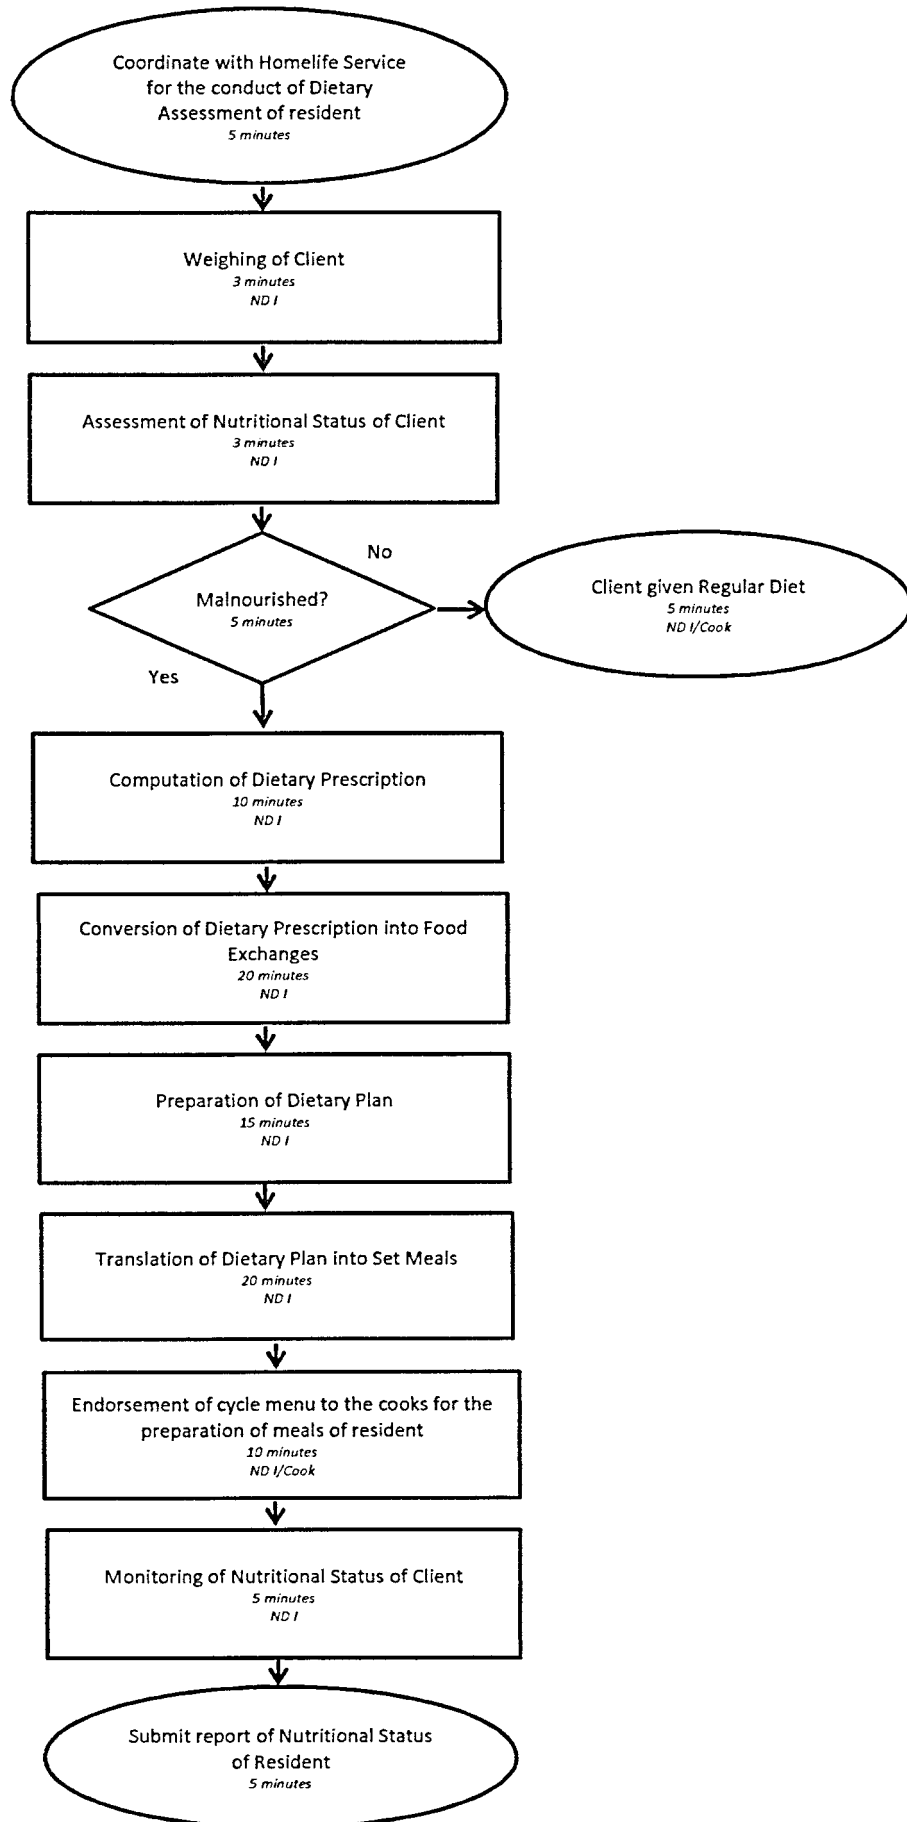 Coordinate with Homelife Service
for the conduct of Dietary
Assessment of resident
5 minutes
Weighing of Client
3 minutes
ND I
Assessment of Nutritional Status of Client
3 minutes
ND I
No
Malnourished?
5 minutes
Client given Regular Diet
5 minutes
ND I/Cook
Yes
Computation of Dietary Prescription
10 minutes
ND I
Conversion of Dietary Prescription into Food
Exchanges
20 minutes
ND I
Preparation of Dietary Plan
15 minutes
ND I
Translation of Dietary Plan into Set Meals
20 minutes
ND I
Endorsement of cycle menu to the cooks for the
preparation of meals of resident
10 minutes
ND I/Cook
Monitoring of Nutritional Status of Client
5 minutes
ND I
Submit report of Nutritional Status
of Resident
5 minutes